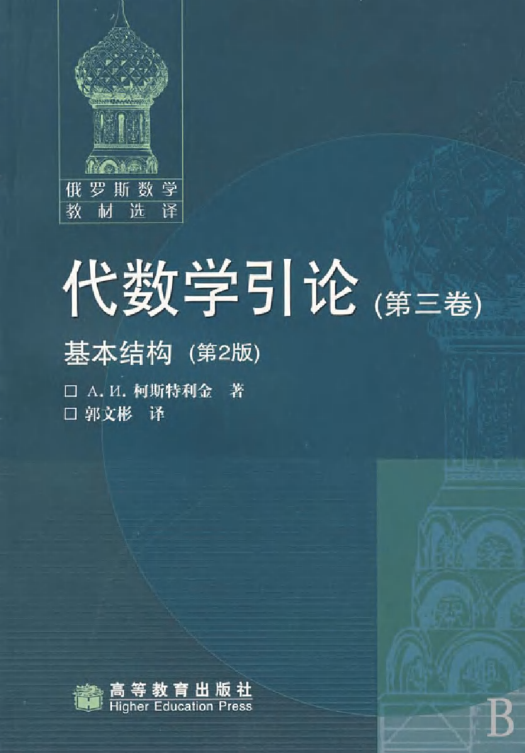 俄罗斯数学
教材选译
代数学引论 (第三卷)
基本结构 (第2版)
□ А. И. 柯斯特利金 著
□ 郭文彬 译
高等教育出版社
Higher Education Press
B